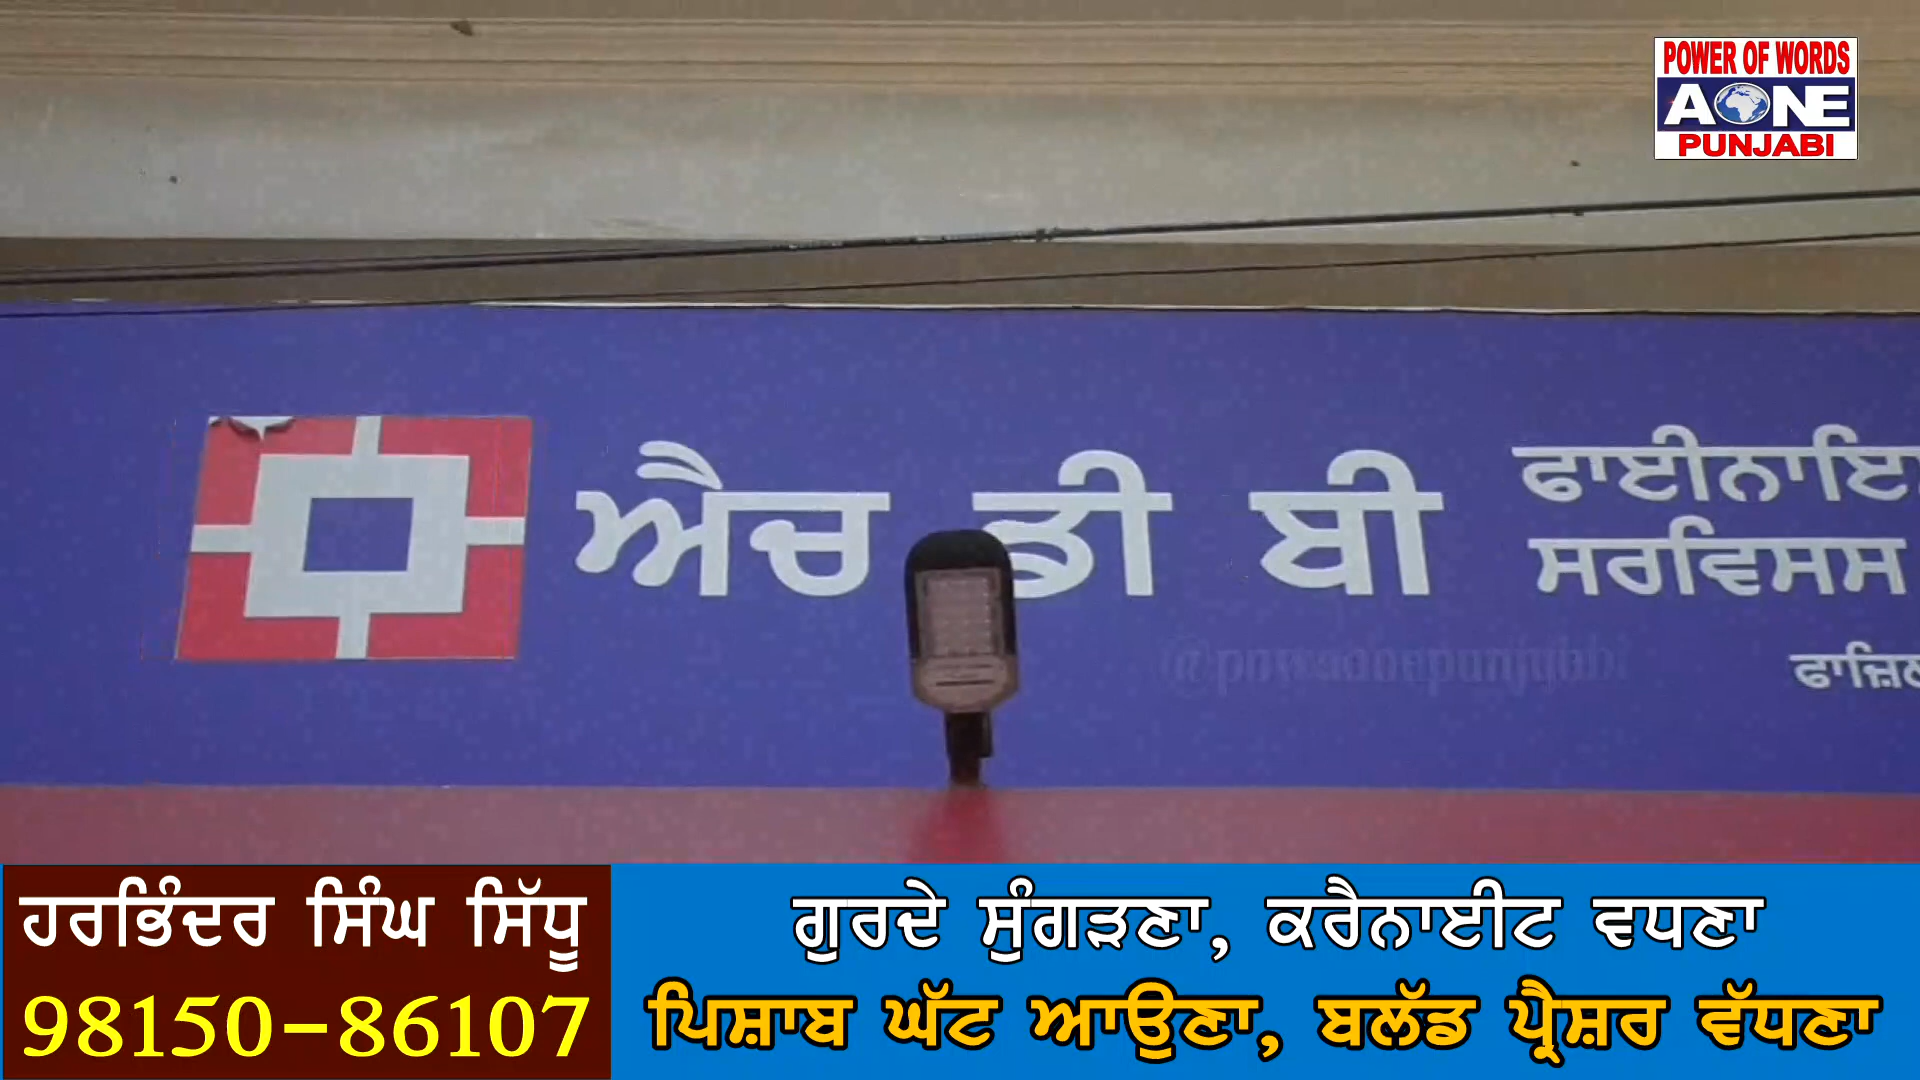 POWER OF WORDS
AONE
PUNJABI
ਐਚ ਡੀ ਬੀ
ਸਰਵਿਸਸ
ਹਰਭਿੰਦਰ ਸਿੰਘ ਸਿੱਧੂ
98150-86107
ਗੁਰਦੇ ਸੁੰਗੜਣਾ, ਕਰੈਨਾਈਟ ਵਧਣਾ
ਪਿਸ਼ਾਬ ਘੱਟ ਆਉਣਾ, ਬਲੱਡ ਪ੍ਰੈਸ਼ਰ ਵੱਧਣਾ